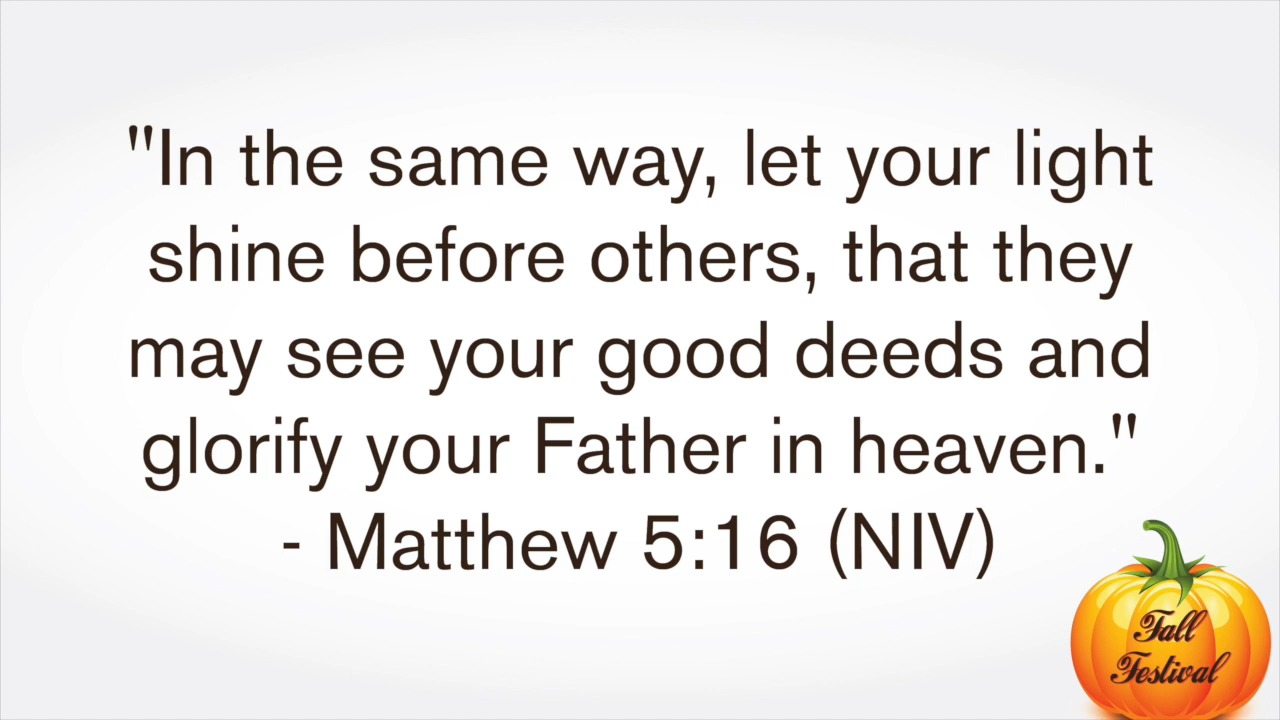 "In the same way, let your light
shine before others, that they
may see your good deeds and
glorify your Father in heaven."
- Matthew 5:16 (NIV)
Fall
Festival